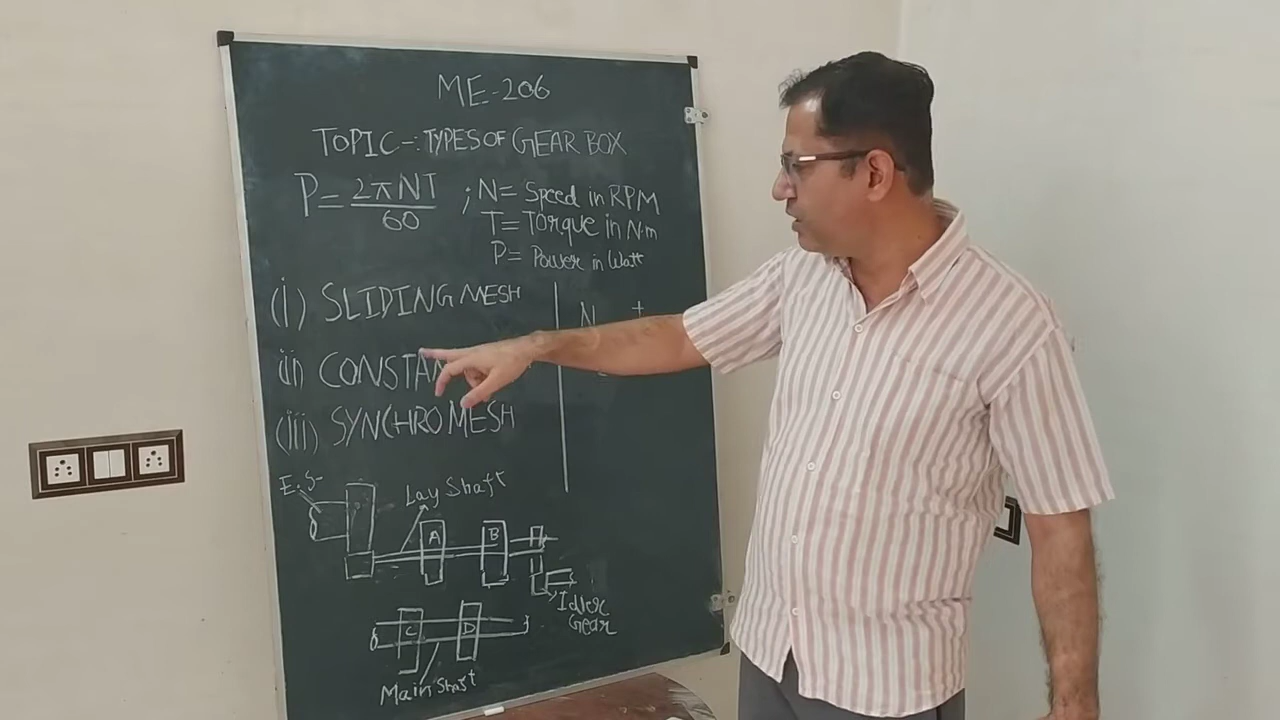 ME-206
TOPIC-: TYPES OF GEAR BOX
P= 2πNT/60 ; N= Speed in RPM
T= Torque in N.m
P= Power in Watt
(i) SLIDING MESH
(ii) CONSTAN
(iii) SYNCHROMESH
N
Lay Shaft
A B
Idler
Gear
C D
Main Shaft